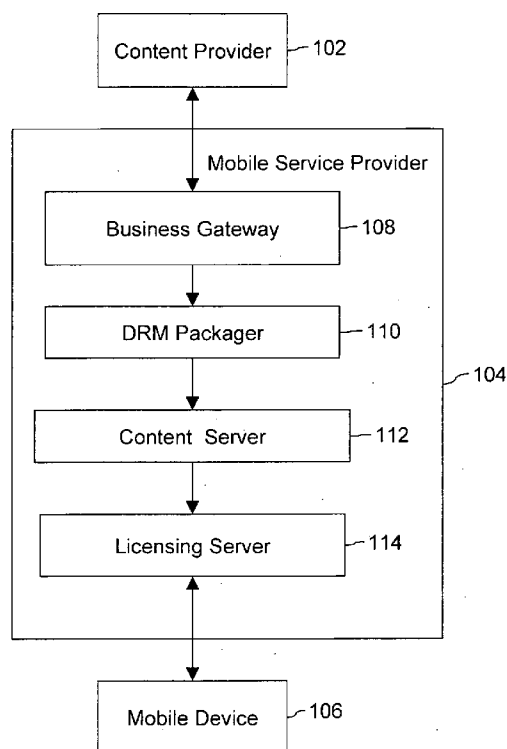 Content Provider
102
Mobile Service Provider
Business Gateway
108
DRM Packager
110
104
Content Server
112
Licensing Server
114
Mobile Device
106